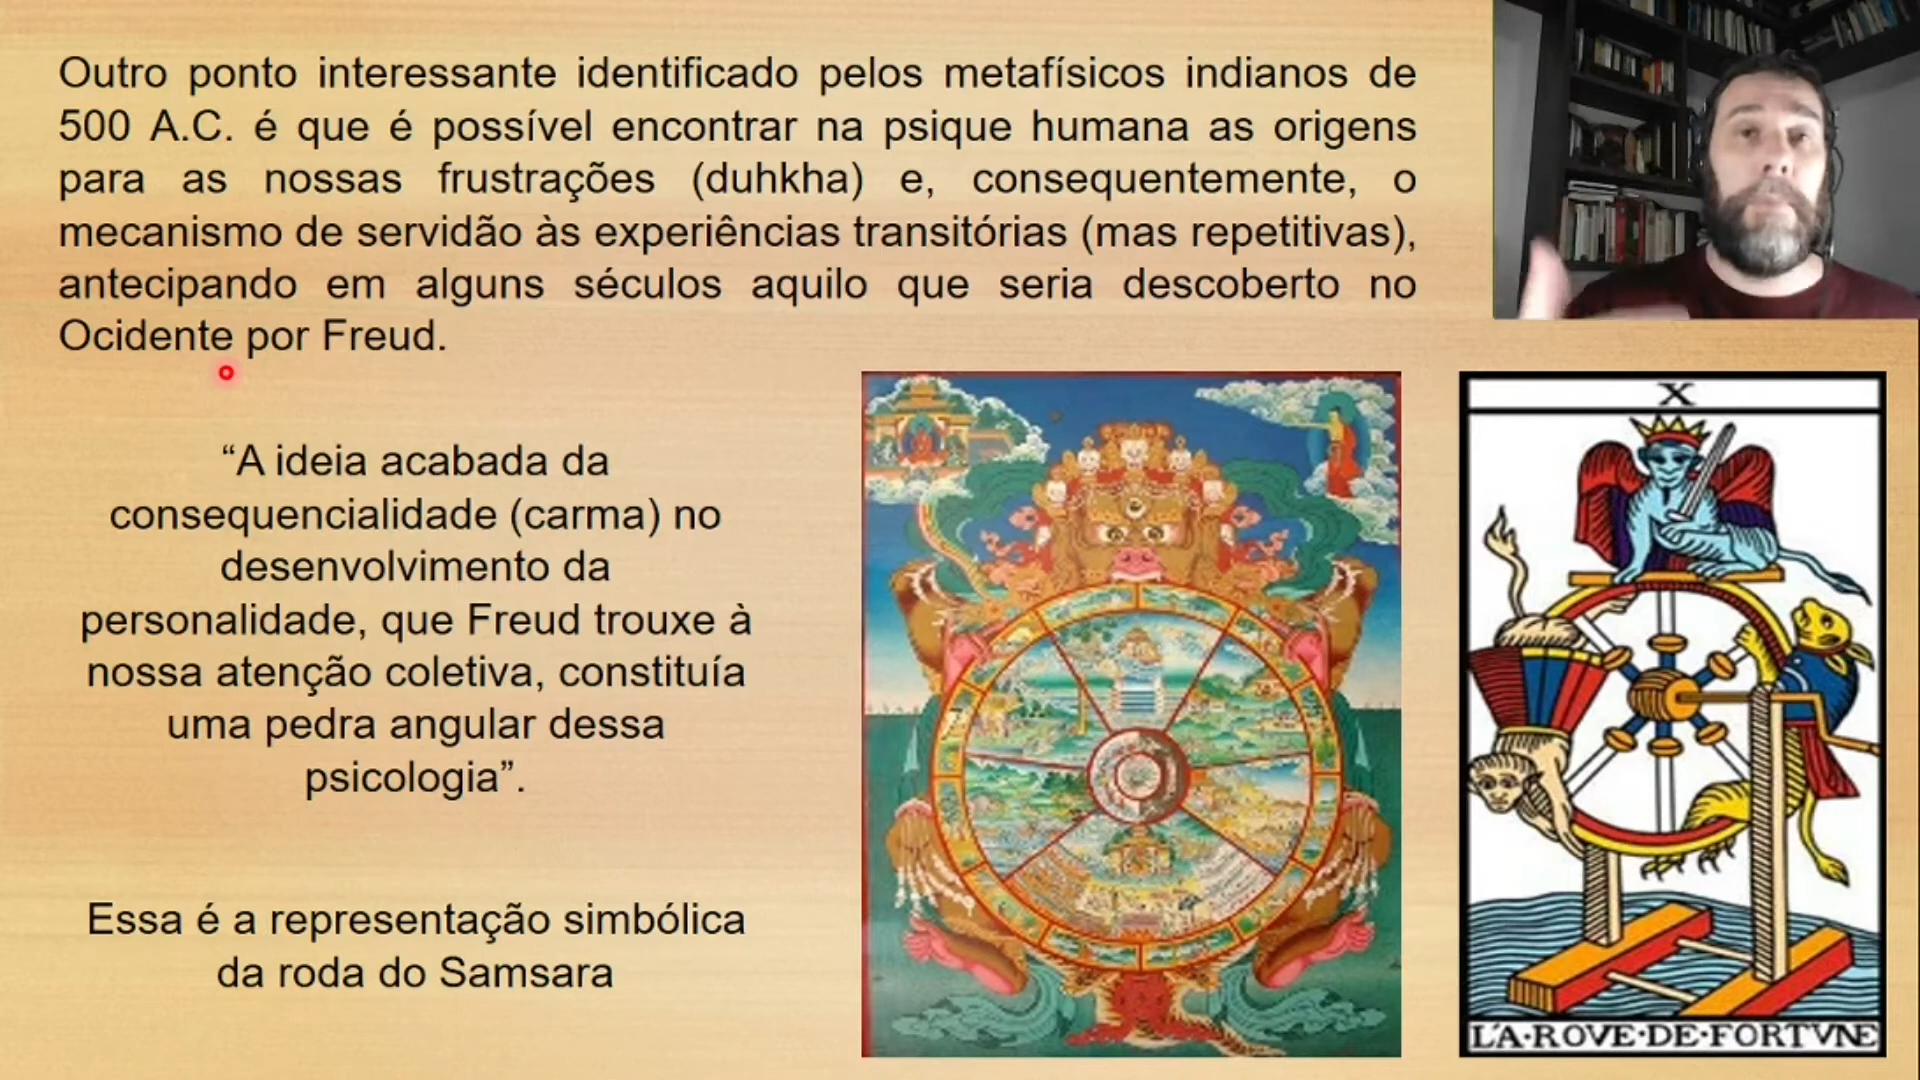 Outro ponto interessante identificado pelos metafísicos indianos de
500 A.C. é que é possível encontrar na psique humana as origens
para as nossas frustrações (duhkha) e, consequentemente, o
mecanismo de servidão às experiências transitórias (mas repetitivas),
antecipando em alguns séculos aquilo que seria descoberto no
Ocidente por Freud.
“A ideia acabada da
consequencialidade (carma) no
desenvolvimento da
personalidade, que Freud trouxe à
nossa atenção coletiva, constituía
uma pedra angular dessa
psicologia”.
Essa é a representação simbólica
da roda do Samsara
X
L'A·ROVE·DE·FORTVNE